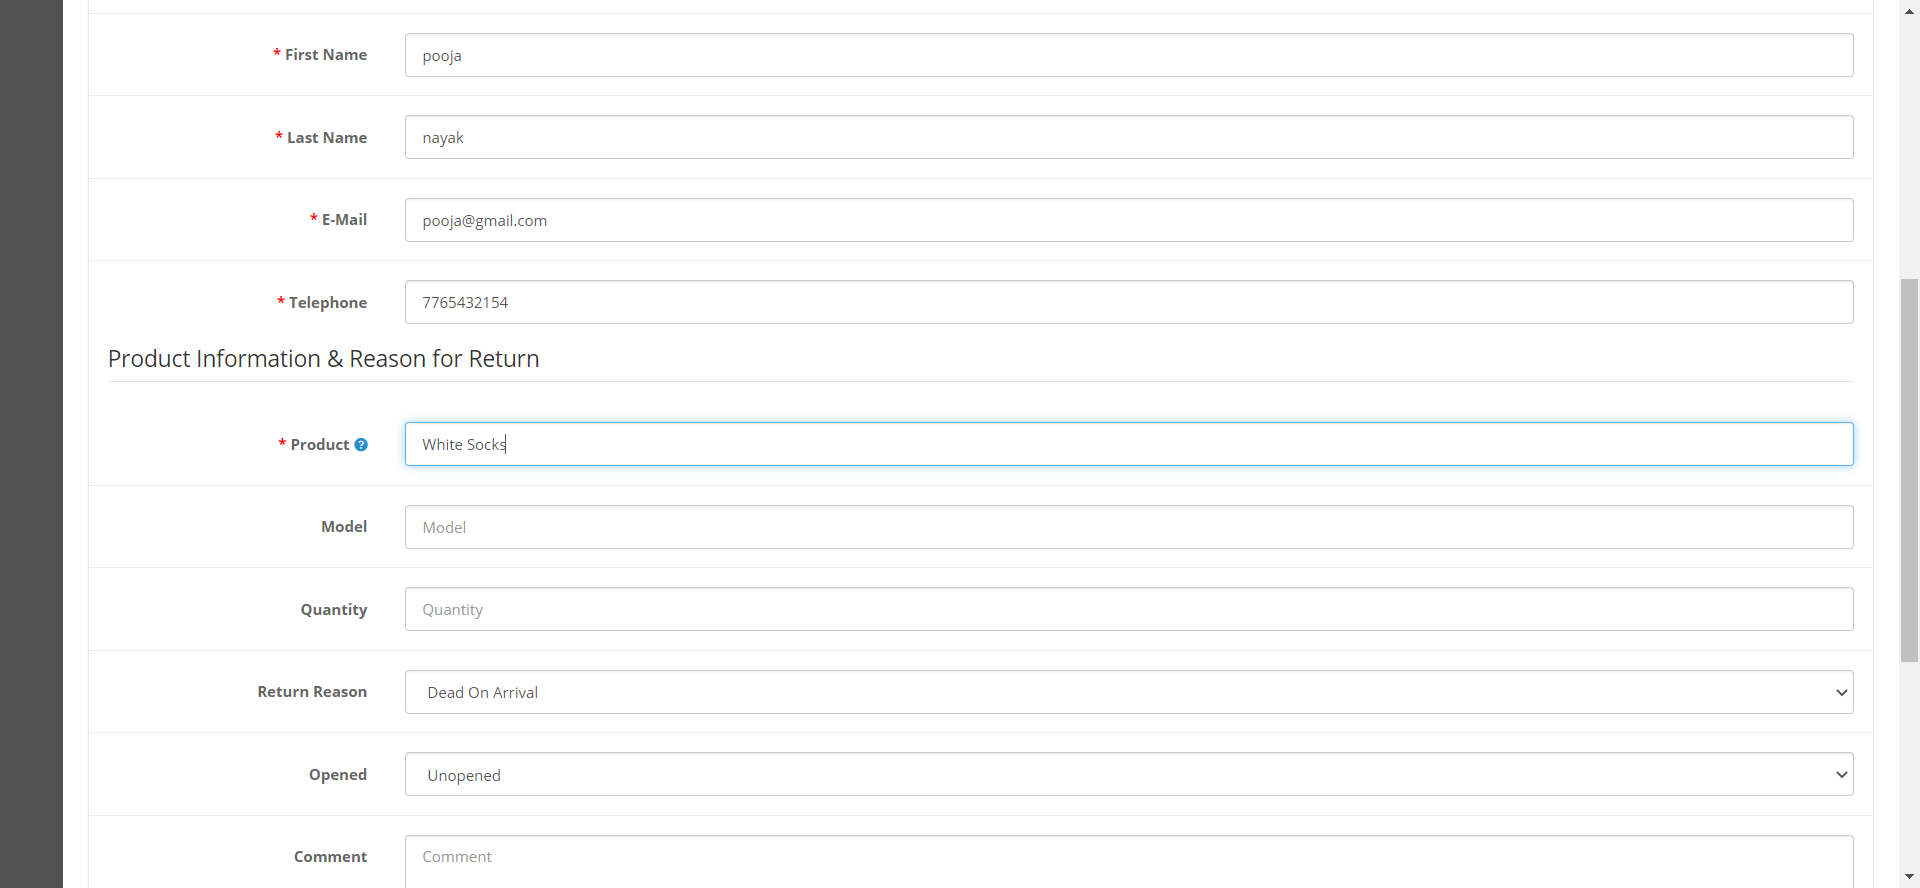 * First Name
pooja
* Last Name
nayak
* E-Mail
pooja@gmail.com
* Telephone
7765432154
Product Information & Reason for Return
* Product ?
White Socks
Model
Model
Quantity
Quantity
Return Reason
Dead On Arrival
Opened
Unopened
Comment
Comment